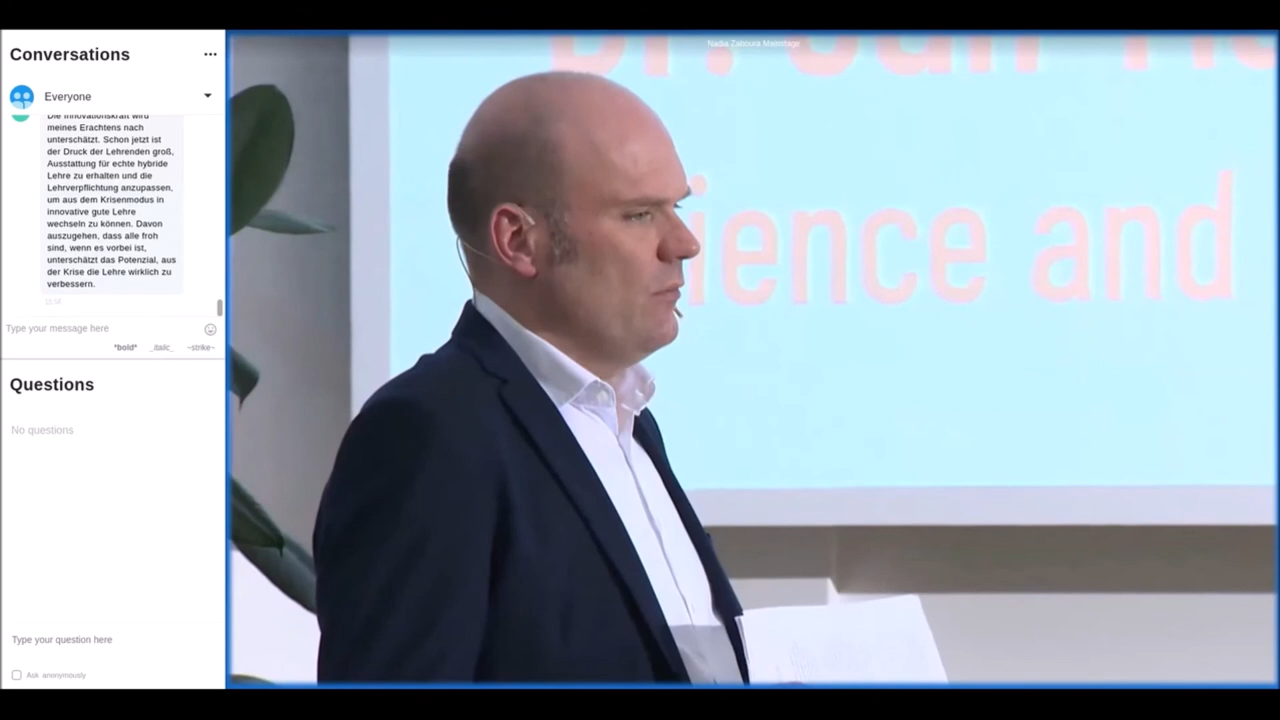 Conversations
Everyone
Die Innovationskraft wird
meines Erachtens nach
unterschätzt. Schon jetzt ist
der Druck der Lehrenden groß,
Ausstattung für echte hybride
Lehre zu erhalten und die
Lehrverpflichtung anzupassen,
um aus dem Krisenmodus in
innovative gute Lehre
wechseln zu können. Davon
auszugehen, dass alle froh
sind, wenn es vorbei ist,
unterschätzt das Potenzial, aus
der Krise die Lehre wirklich zu
verbessern.
Type your message here
*bold* _italic_ ~strike~
Questions
No questions
Type your question here
Ask anonymously
Nadia Zaboura Mainstage
ience and